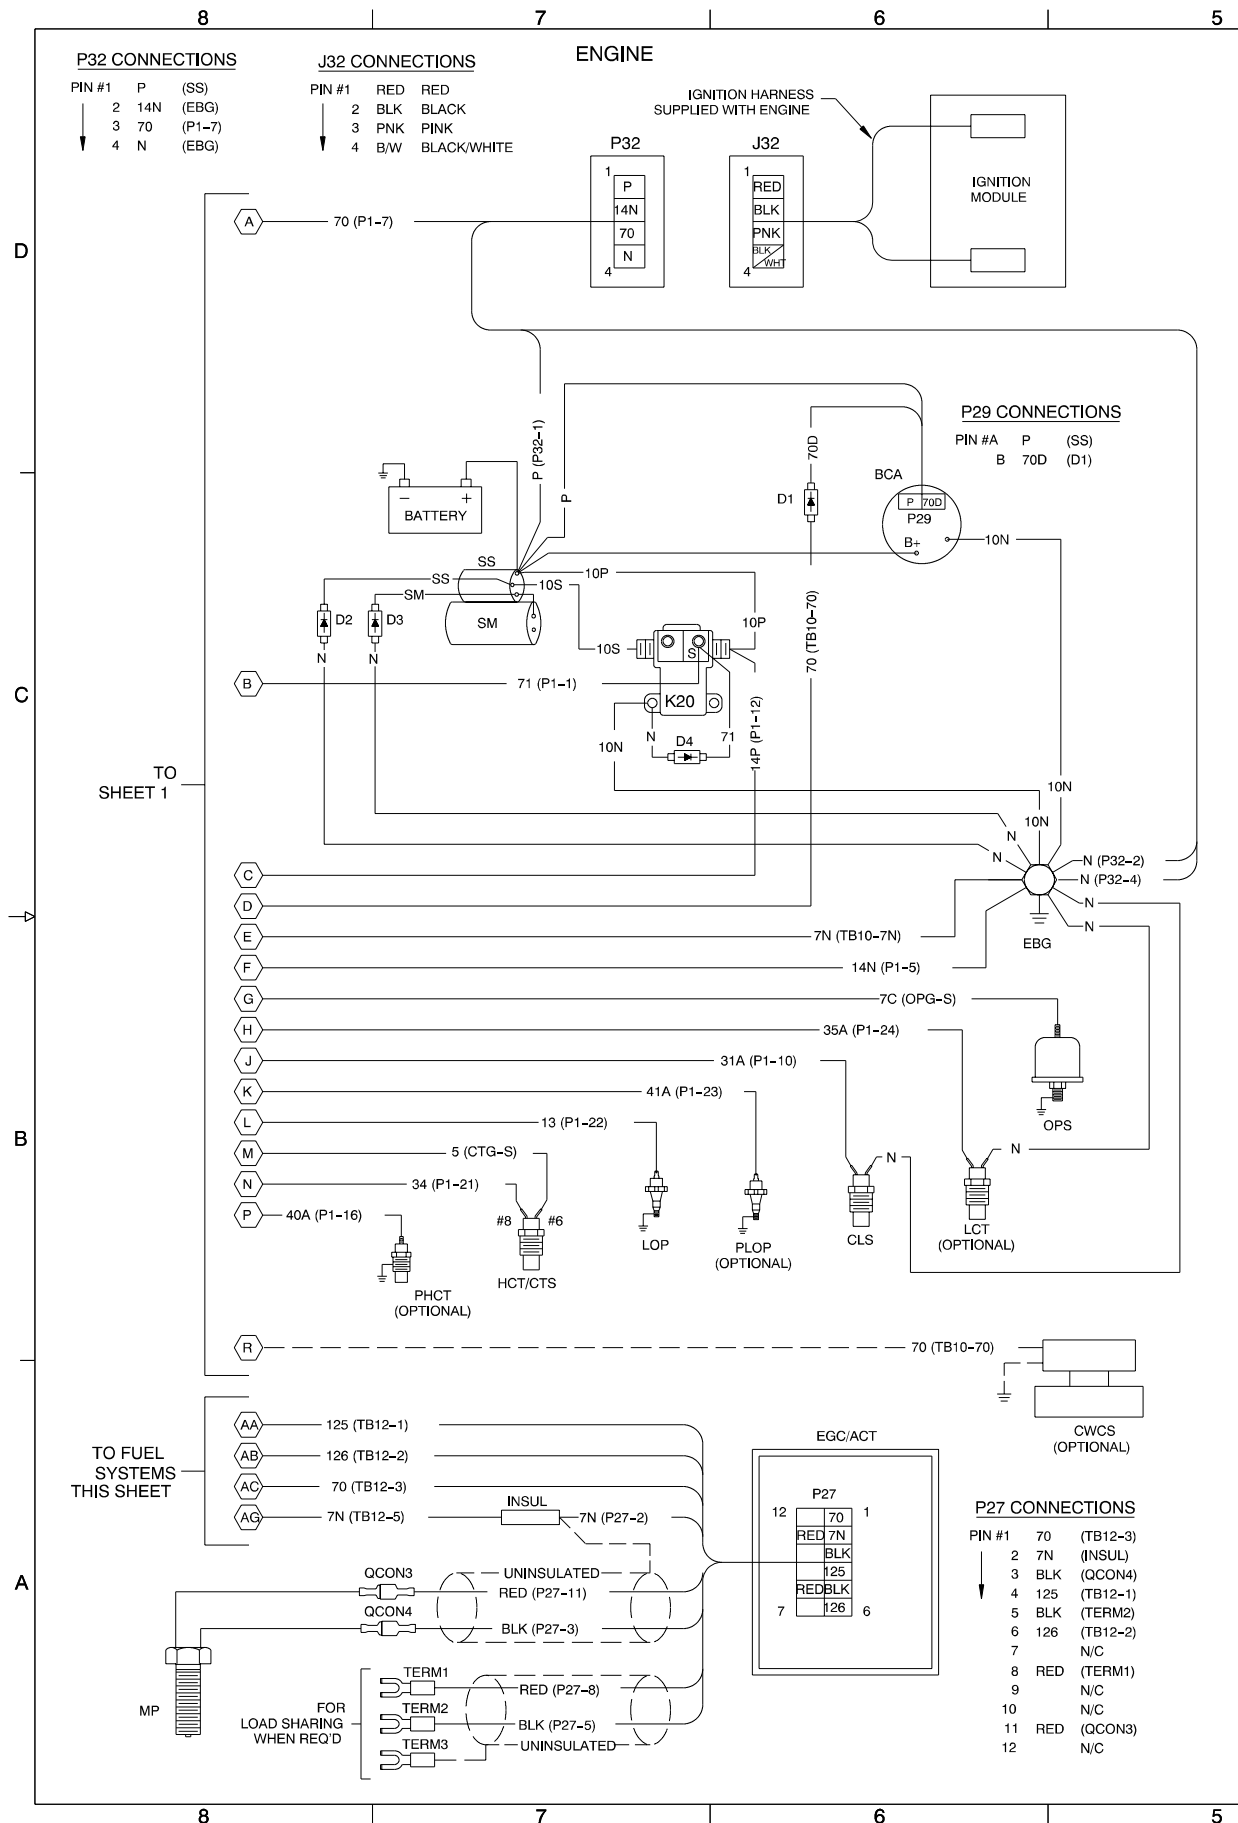 8 7 6 5
P32 CONNECTIONS
PIN #1 P (SS)
2 14N (EBG)
3 70 (P1-7)
4 N (EBG)
J32 CONNECTIONS
PIN #1 RED RED
2 BLK BLACK
3 PNK PINK
4 B/W BLACK/WHITE
ENGINE
IGNITION HARNESS
SUPPLIED WITH ENGINE
P32
1
P
14N
70
N
4
J32
1
RED
BLK
PNK
BLK
WHT
4
IGNITION
MODULE
A
70 (P1-7)
D
P29 CONNECTIONS
PIN #A P (SS)
B 70D (D1)
P (P32-1)
P
70D
D1
BCA
P 70D
P29
B+
10N
- +
BATTERY
SS
SS
10S
10P
SM
SM
D2
D3
N
N
10S
10P
S
K20
70 (TB10-70)
B
71 (P1-1)
C
10N
N
D4
71
14P (P1-12)
10N
10N
N
N
TO
SHEET 1
N (P32-2)
N (P32-4)
N
N
EBG
C
D
E
7N (TB10-7N)
F
14N (P1-5)
G
7C (OPG-S)
H
35A (P1-24)
J
31A (P1-10)
K
41A (P1-23)
L
13 (P1-22)
M
5 (CTG-S)
N
34 (P1-21)
P
40A (P1-16)
B
OPS
N
N
#8 #6
LOP
PLOP
(OPTIONAL)
CLS
LCT
(OPTIONAL)
HCT/CTS
PHCT
(OPTIONAL)
R
70 (TB10-70)
CWCS
(OPTIONAL)
AA
125 (TB12-1)
AB
126 (TB12-2)
AC
70 (TB12-3)
AG
7N (TB12-5)
INSUL
7N (P27-2)
TO FUEL
SYSTEMS
THIS SHEET
EGC/ACT
P27
12 1
70
RED 7N
BLK
125
RED BLK
126
7 6
P27 CONNECTIONS
PIN #1 70 (TB12-3)
2 7N (INSUL)
3 BLK (QCON4)
4 125 (TB12-1)
5 BLK (TERM2)
6 126 (TB12-2)
7 N/C
8 RED (TERM1)
9 N/C
10 N/C
11 RED (QCON3)
12 N/C
A
QCON3
UNINSULATED
RED (P27-11)
QCON4
BLK (P27-3)
MP
FOR
LOAD SHARING
WHEN REQ'D
TERM1
RED (P27-8)
TERM2
BLK (P27-5)
TERM3
UNINSULATED
8 7 6 5